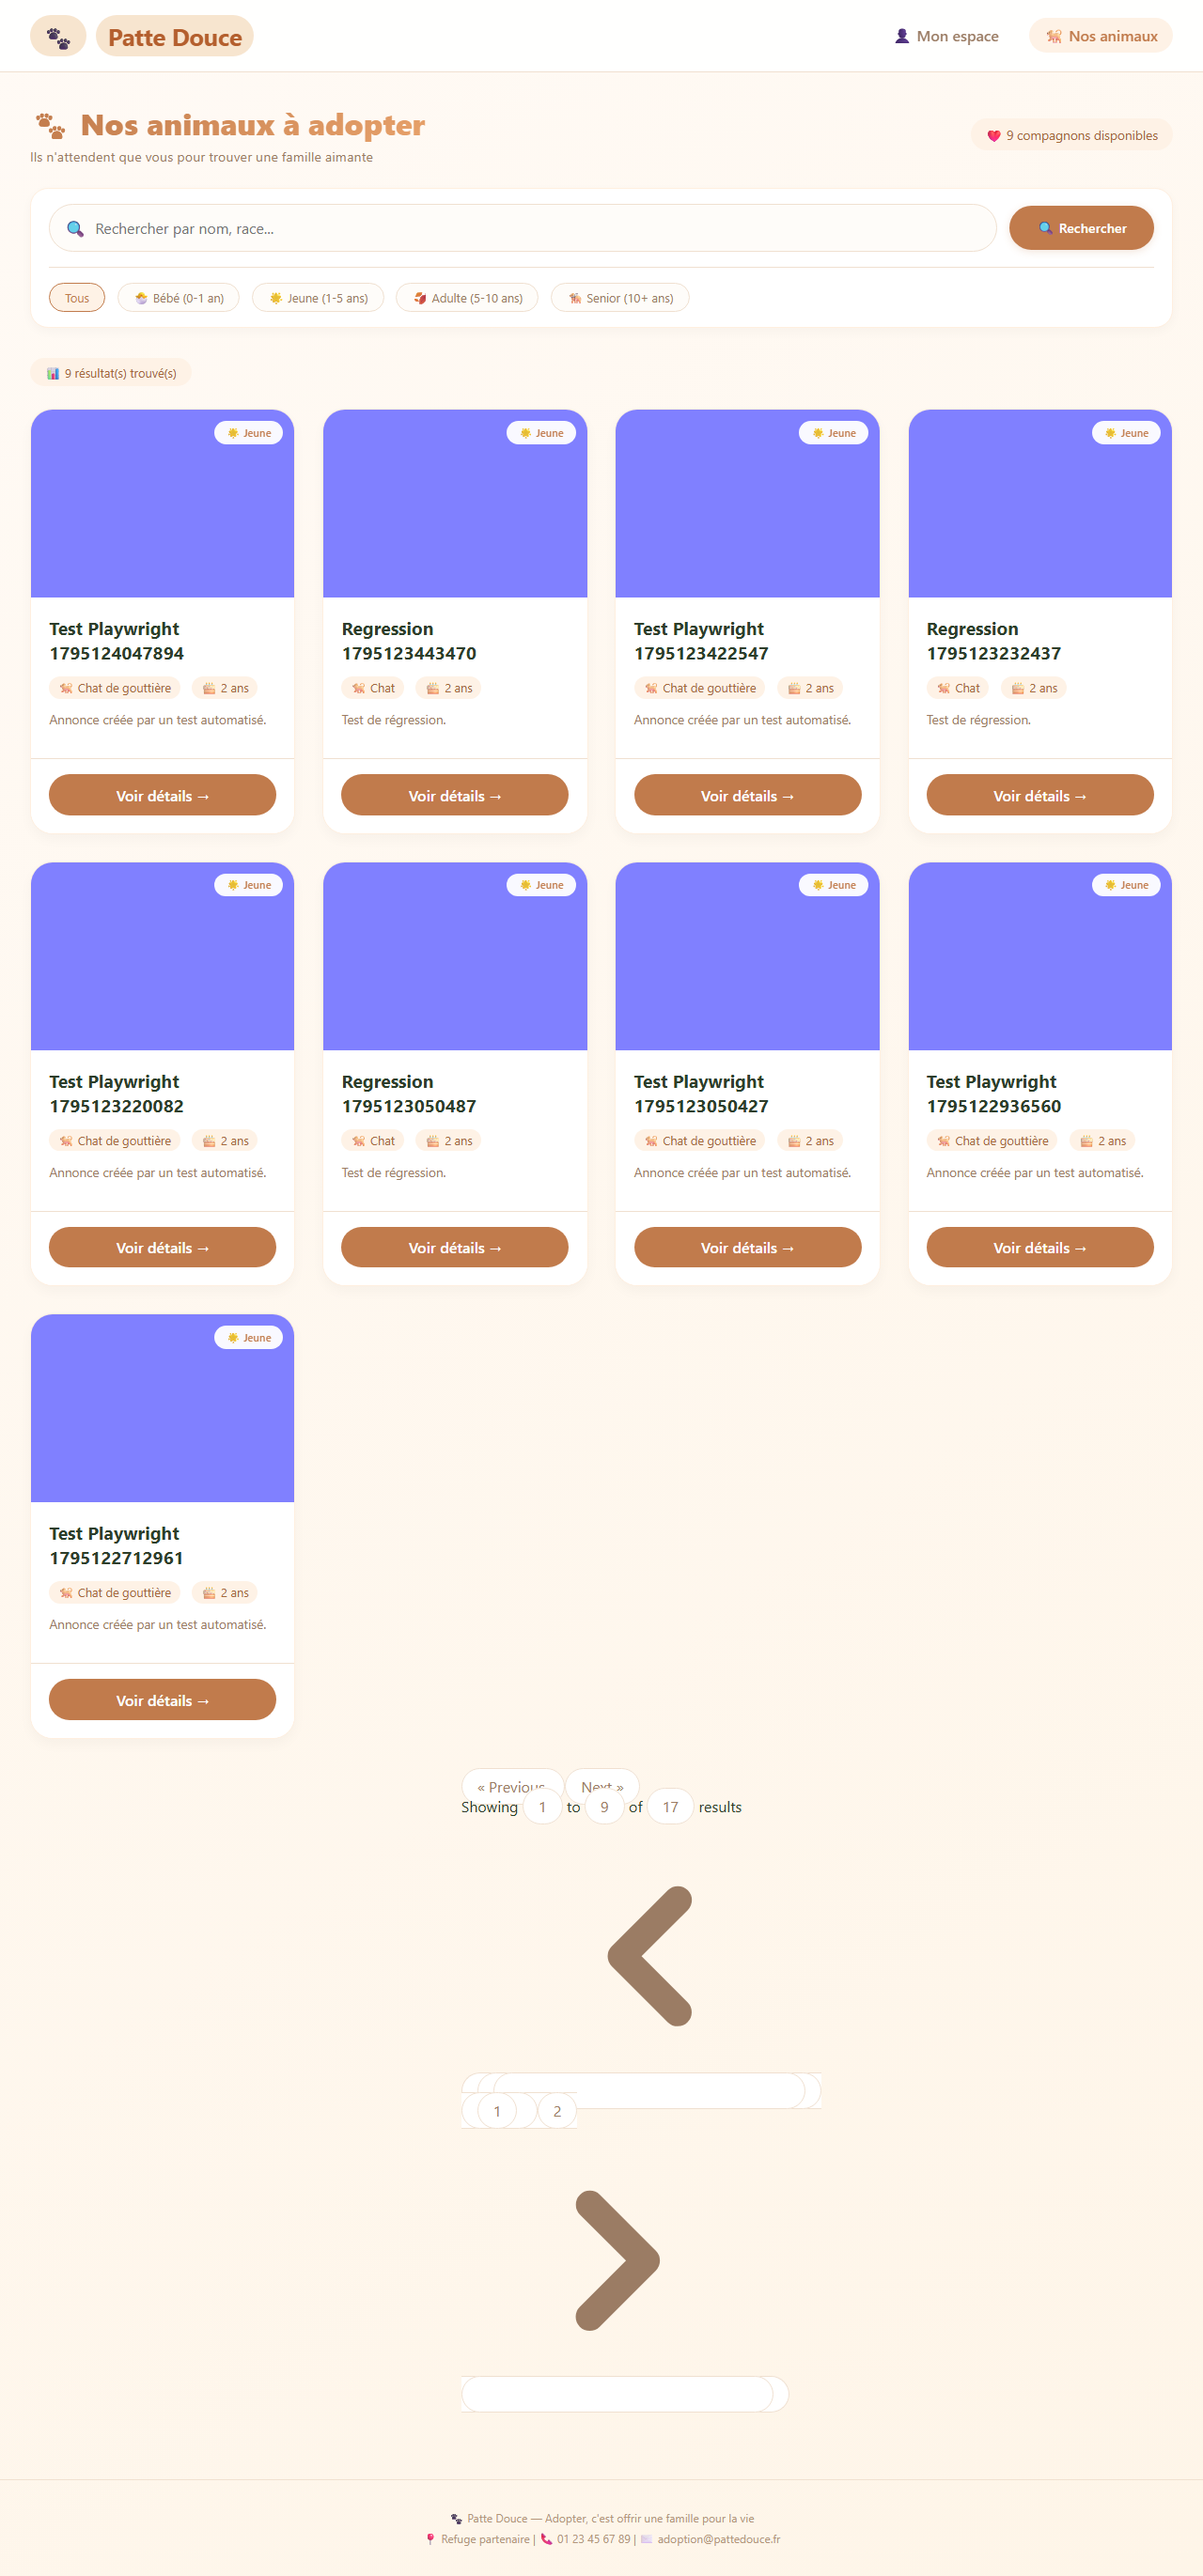 Patte Douce
Mon espace
Nos animaux
Nos animaux à adopter
Ils n'attendent que vous pour trouver une famille aimante
9 compagnons disponibles
Rechercher par nom, race...
Rechercher
Tous
Bébé (0-1 an)
Jeune (1-5 ans)
Adulte (5-10 ans)
Senior (10+ ans)
9 résultat(s) trouvé(s)
Jeune
Test Playwright
1795124047894
Chat de gouttière
2 ans
Annonce créée par un test automatisé.
Voir détails →
Jeune
Regression
1795123443470
Chat
2 ans
Test de régression.
Voir détails →
Jeune
Test Playwright
1795123422547
Chat de gouttière
2 ans
Annonce créée par un test automatisé.
Voir détails →
Jeune
Regression
1795123232437
Chat
2 ans
Test de régression.
Voir détails →
Jeune
Test Playwright
1795123220082
Chat de gouttière
2 ans
Annonce créée par un test automatisé.
Voir détails →
Jeune
Regression
1795123050487
Chat
2 ans
Test de régression.
Voir détails →
Jeune
Test Playwright
1795123050427
Chat de gouttière
2 ans
Annonce créée par un test automatisé.
Voir détails →
Jeune
Test Playwright
1795122936560
Chat de gouttière
2 ans
Annonce créée par un test automatisé.
Voir détails →
Jeune
Test Playwright
1795122712961
Chat de gouttière
2 ans
Annonce créée par un test automatisé.
Voir détails →
« Previous
Next »
Showing 1 to 9 of 17 results
1
2
Patte Douce — Adopter, c'est offrir une famille pour la vie
Refuge partenaire | 01 23 45 67 89 | adoption@pattedouce.fr